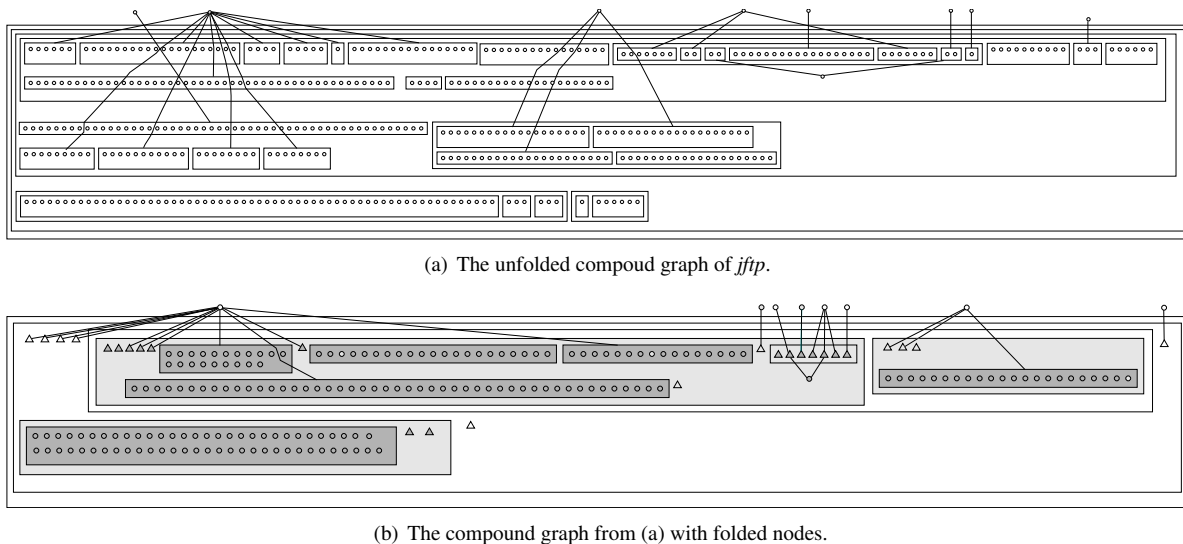 (a) The unfolded compoud graph of jftp.
(b) The compound graph from (a) with folded nodes.